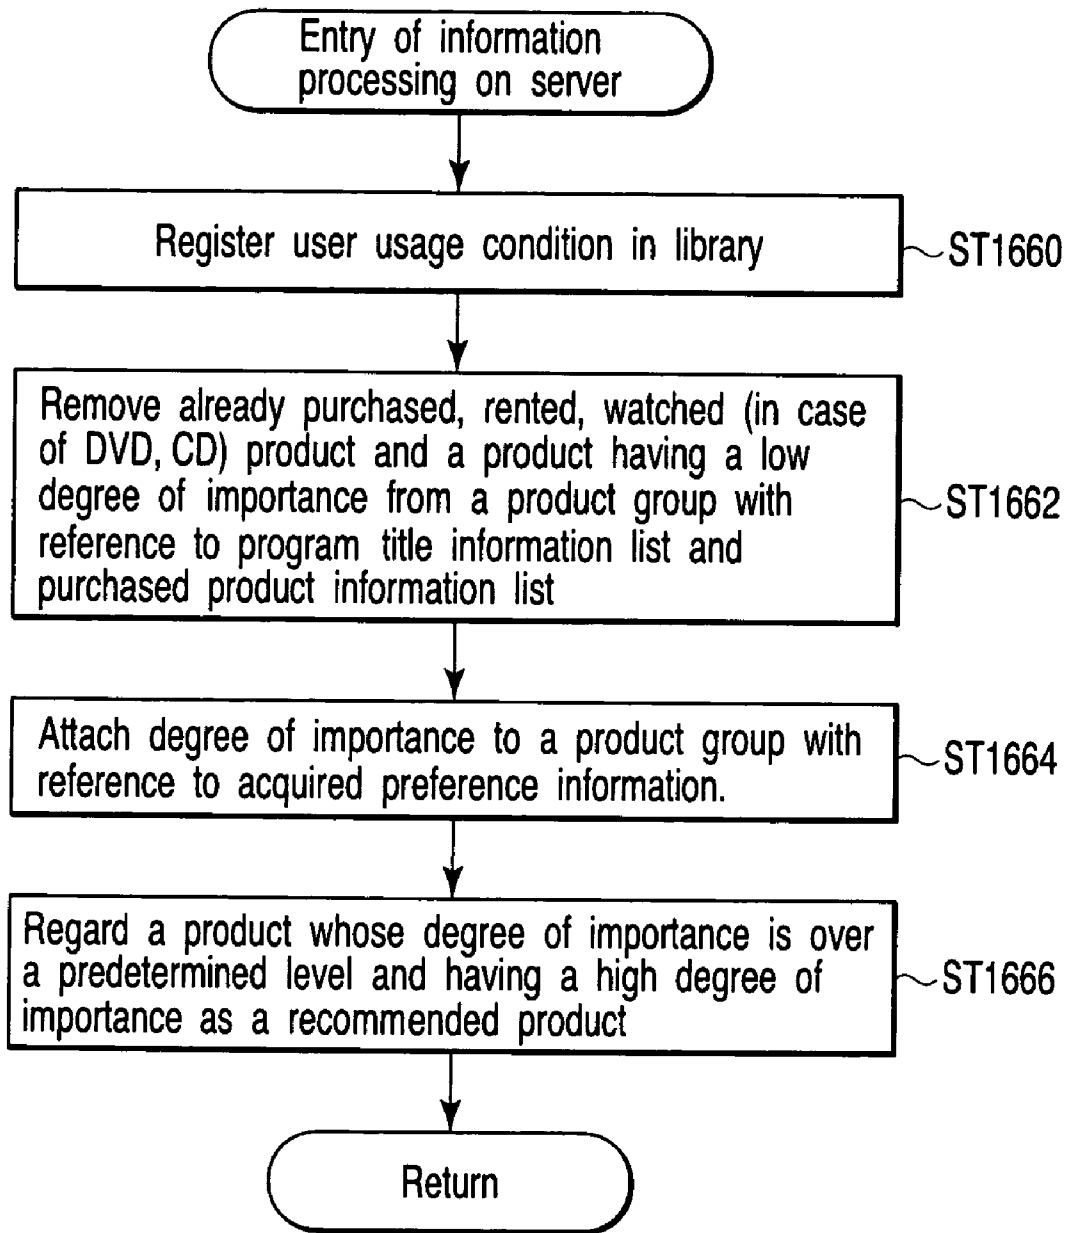 Entry of information
processing on server
Register user usage condition in library
ST1660
Remove already purchased, rented, watched (in case
of DVD, CD) product and a product having a low
degree of importance from a product group with
reference to program title information list and
purchased product information list
ST1662
Attach degree of importance to a product group with
reference to acquired preference information.
ST1664
Regard a product whose degree of importance is over
a predetermined level and having a high degree of
importance as a recommended product
ST1666
Return